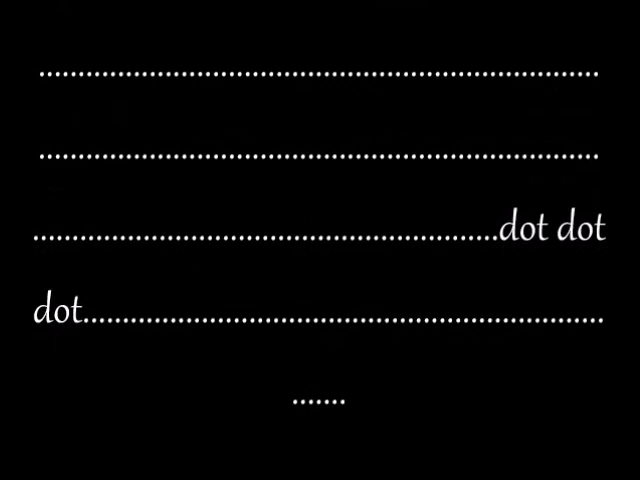 .......................................................................
.......................................................................
...........................................................dot dot
dot..................................................................
.......